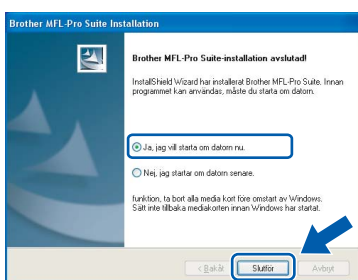 Brother MFL-Pro Suite Installation
Brother MFL-Pro Suite-installation avslutad!
InstallShield Wizard har installerat Brother MFL-Pro Suite. Innan
programmet kan användas, måste du starta om datorn.
Ja, jag vill starta om datorn nu.
Nej, jag startar om datorn senare.
funktion, ta bort alla media kort före omstart av Windows.
Sätt inte tillbaka mediakorten innan Windows har startat.
< Bakåt
Slutför
Avbryt